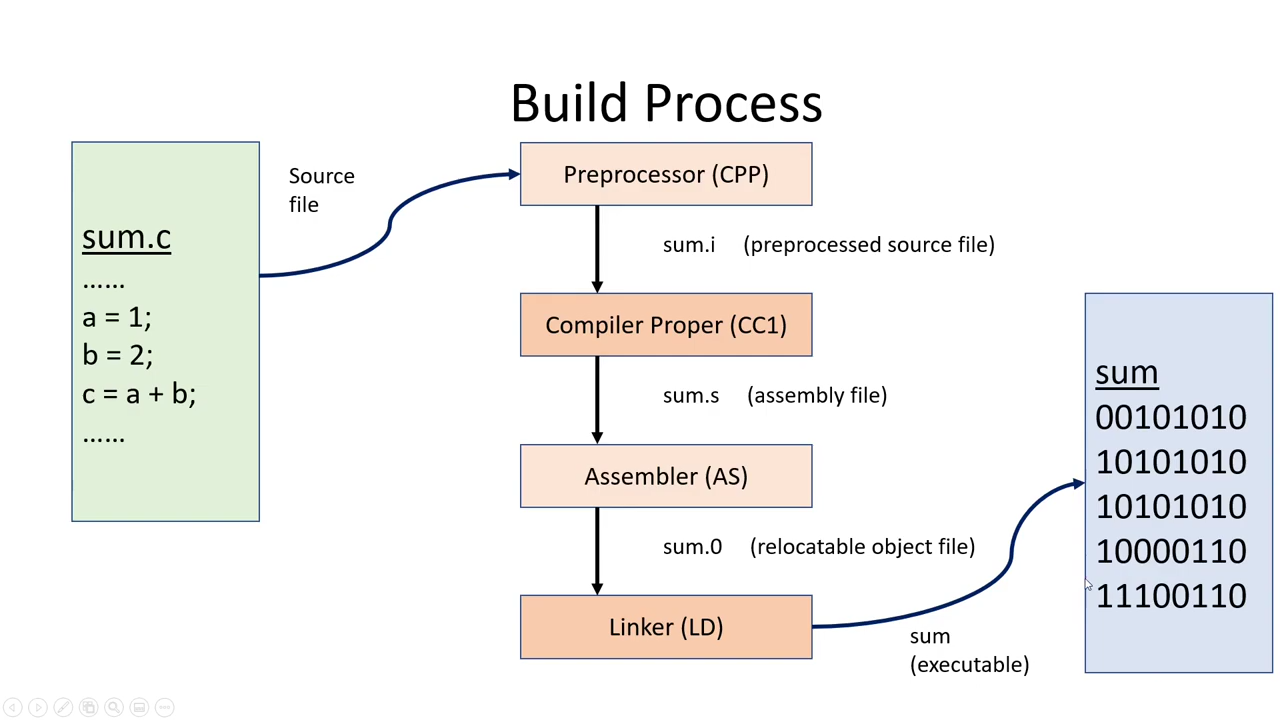 Build Process
sum.c
......
a = 1;
b = 2;
c = a + b;
......
Source
file
Preprocessor (CPP)
sum.i (preprocessed source file)
Compiler Proper (CC1)
sum.s (assembly file)
Assembler (AS)
sum.0 (relocatable object file)
Linker (LD)
sum
(executable)
sum
00101010
10101010
10101010
10000110
11100110